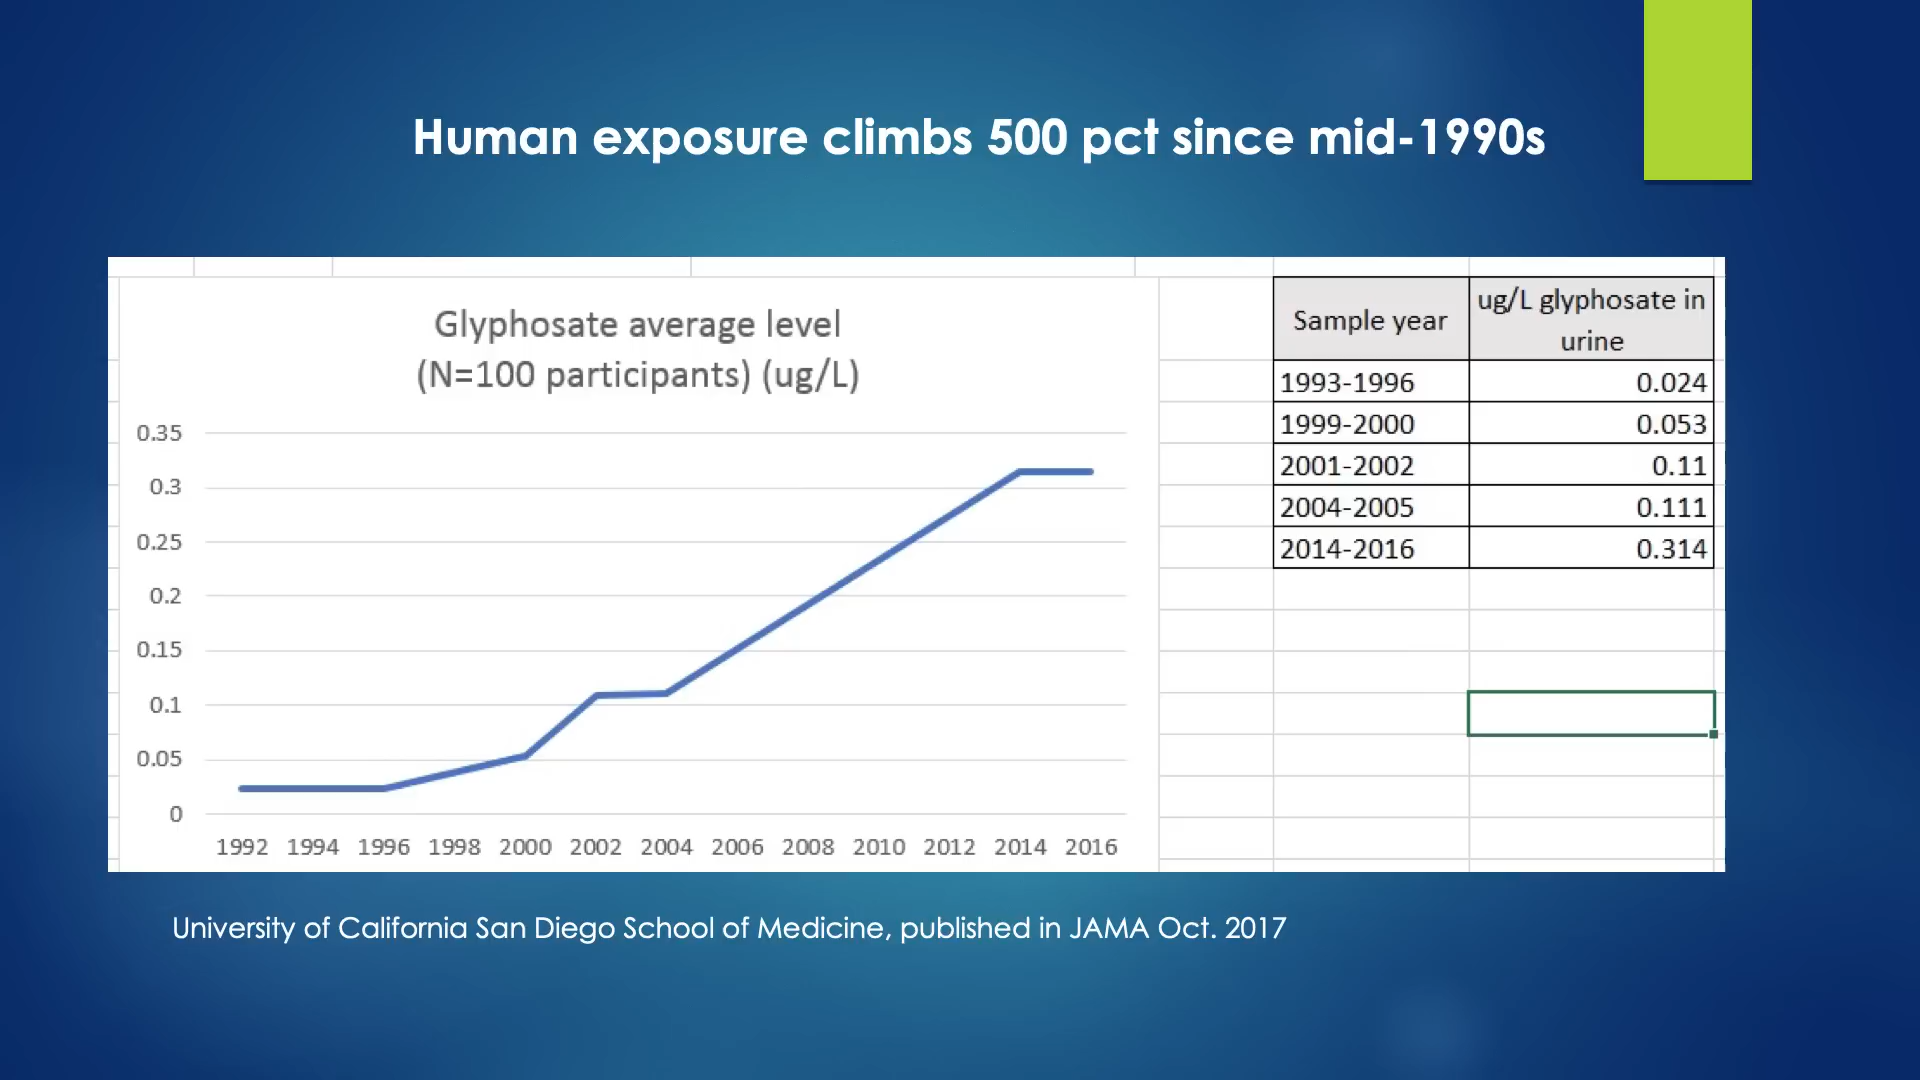 Human exposure climbs 500 pct since mid-1990s
Glyphosate average level
(N=100 participants) (ug/L)
0.35
0.3
0.25
0.2
0.15
0.1
0.05
0
1992 1994 1996 1998 2000 2002 2004 2006 2008 2010 2012 2014 2016
Sample year ug/L glyphosate in
urine
1993-1996 0.024
1999-2000 0.053
2001-2002 0.11
2004-2005 0.111
2014-2016 0.314
University of California San Diego School of Medicine, published in JAMA Oct. 2017